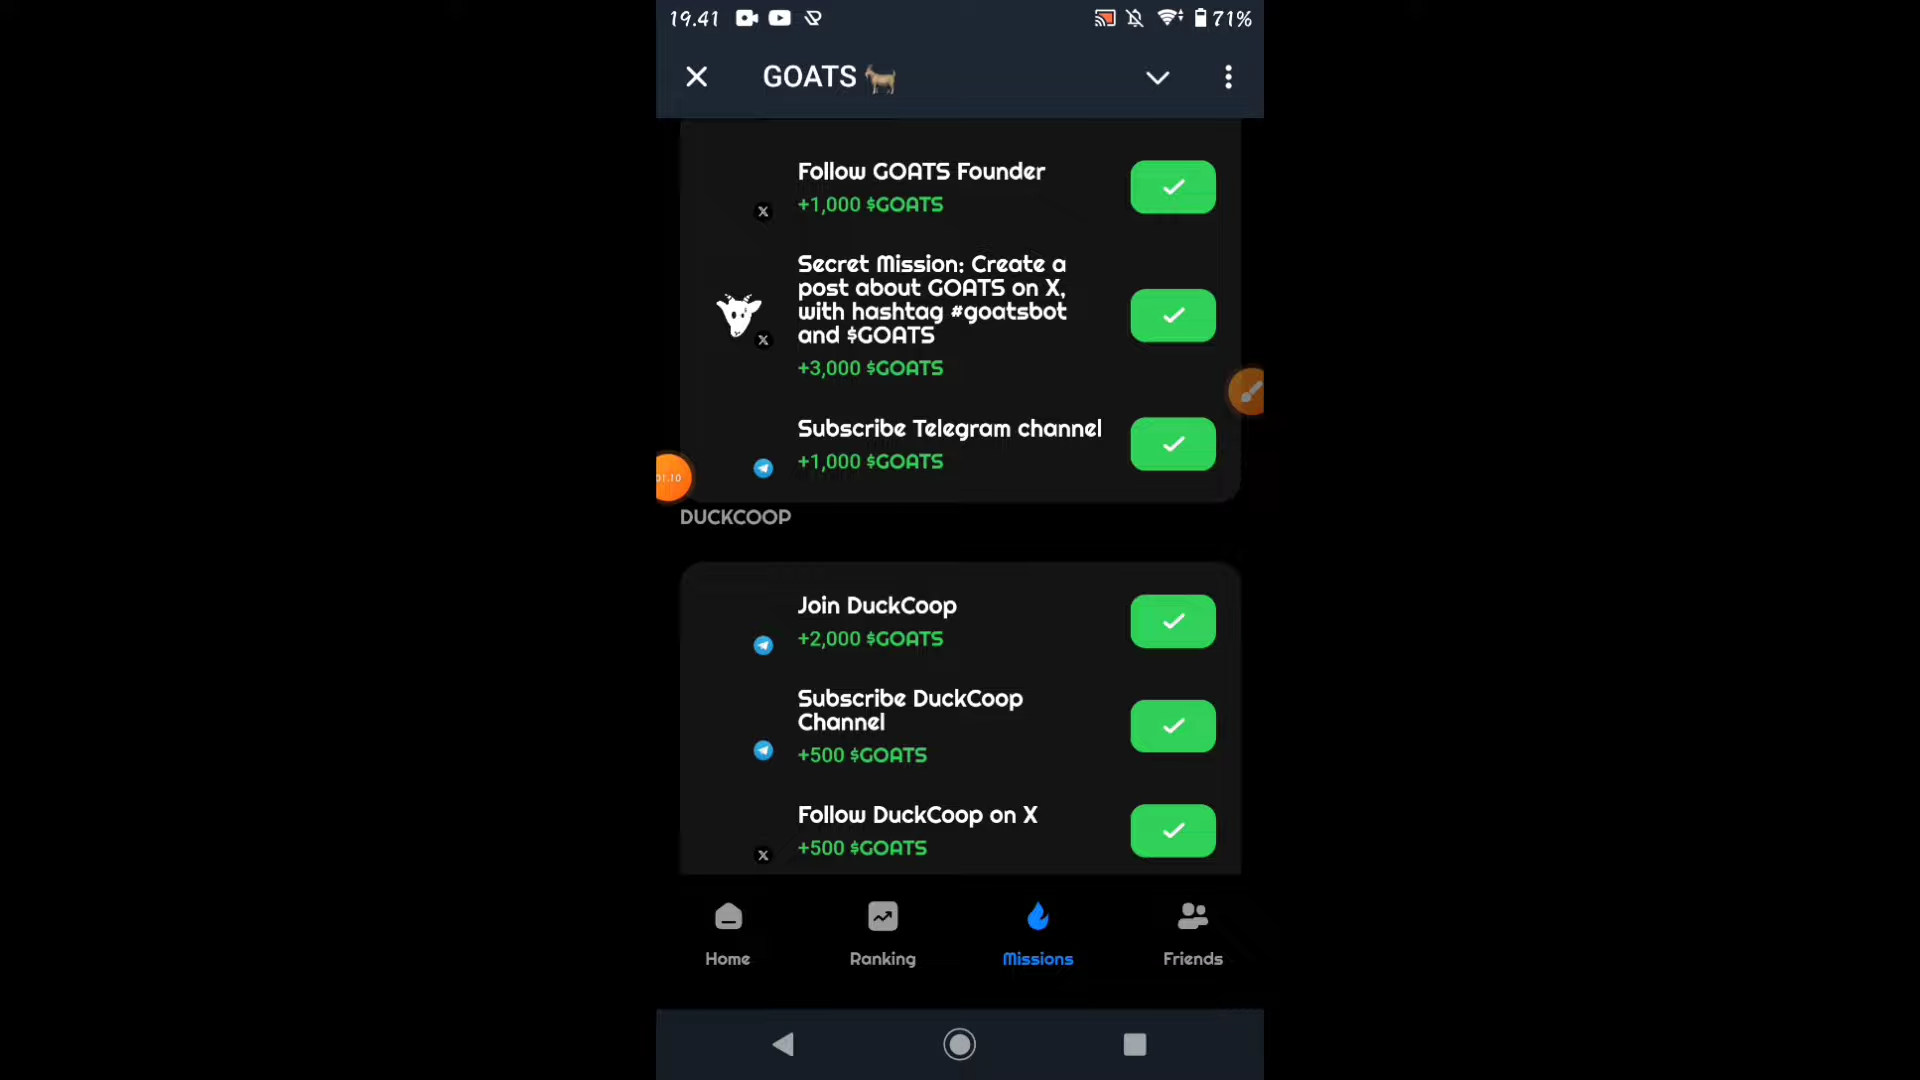 19.41
71%
GOATS
Follow GOATS Founder
+1,000 $GOATS
Secret Mission: Create a
post about GOATS on X,
with hashtag #goatsbot
and $GOATS
+3,000 $GOATS
Subscribe Telegram channel
+1,000 $GOATS
01.10
DUCKCOOP
Join DuckCoop
+2,000 $GOATS
Subscribe DuckCoop
Channel
+500 $GOATS
Follow DuckCoop on X
+500 $GOATS
Home
Ranking
Missions
Friends